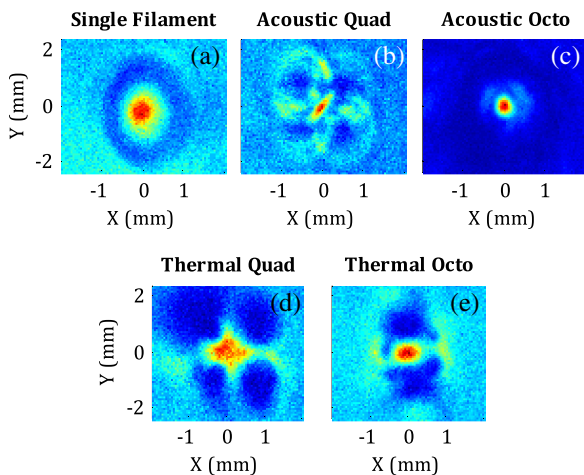 Single Filament Acoustic Quad Acoustic Octo
(a) (b) (c)
2
0
-2
Y (mm)
-1 0 1 -1 0 1 -1 0 1
X (mm) X (mm) X (mm)
Thermal Quad Thermal Octo
(d) (e)
2
0
-2
Y (mm)
-1 0 1 -1 0 1
X (mm) X (mm)